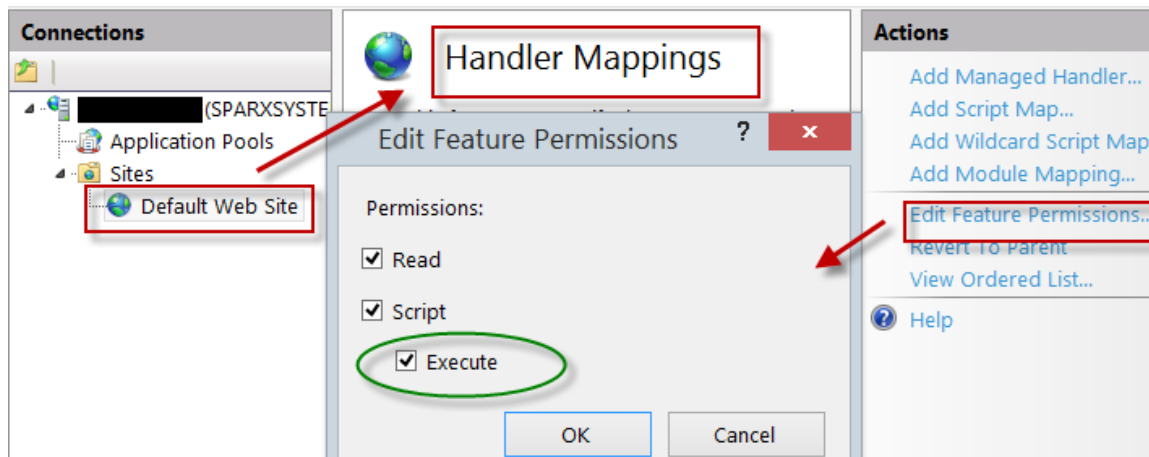 Connections
(SPARXSYSTE
Application Pools
Sites
Default Web Site
Handler Mappings
Edit Feature Permissions
?
x
Permissions:
Read
Script
Execute
OK
Cancel
Actions
Add Managed Handler...
Add Script Map...
Add Wildcard Script Map
Add Module Mapping...
Edit Feature Permissions...
Revert To Parent
View Ordered List...
Help